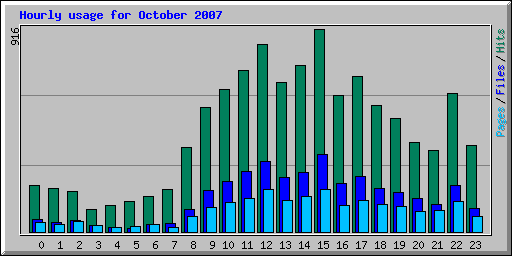 Hourly usage for October 2007
916
Pages / Files / Hits
0 1 2 3 4 5 6 7 8 9 10 11 12 13 14 15 16 17 18 19 20 21 22 23